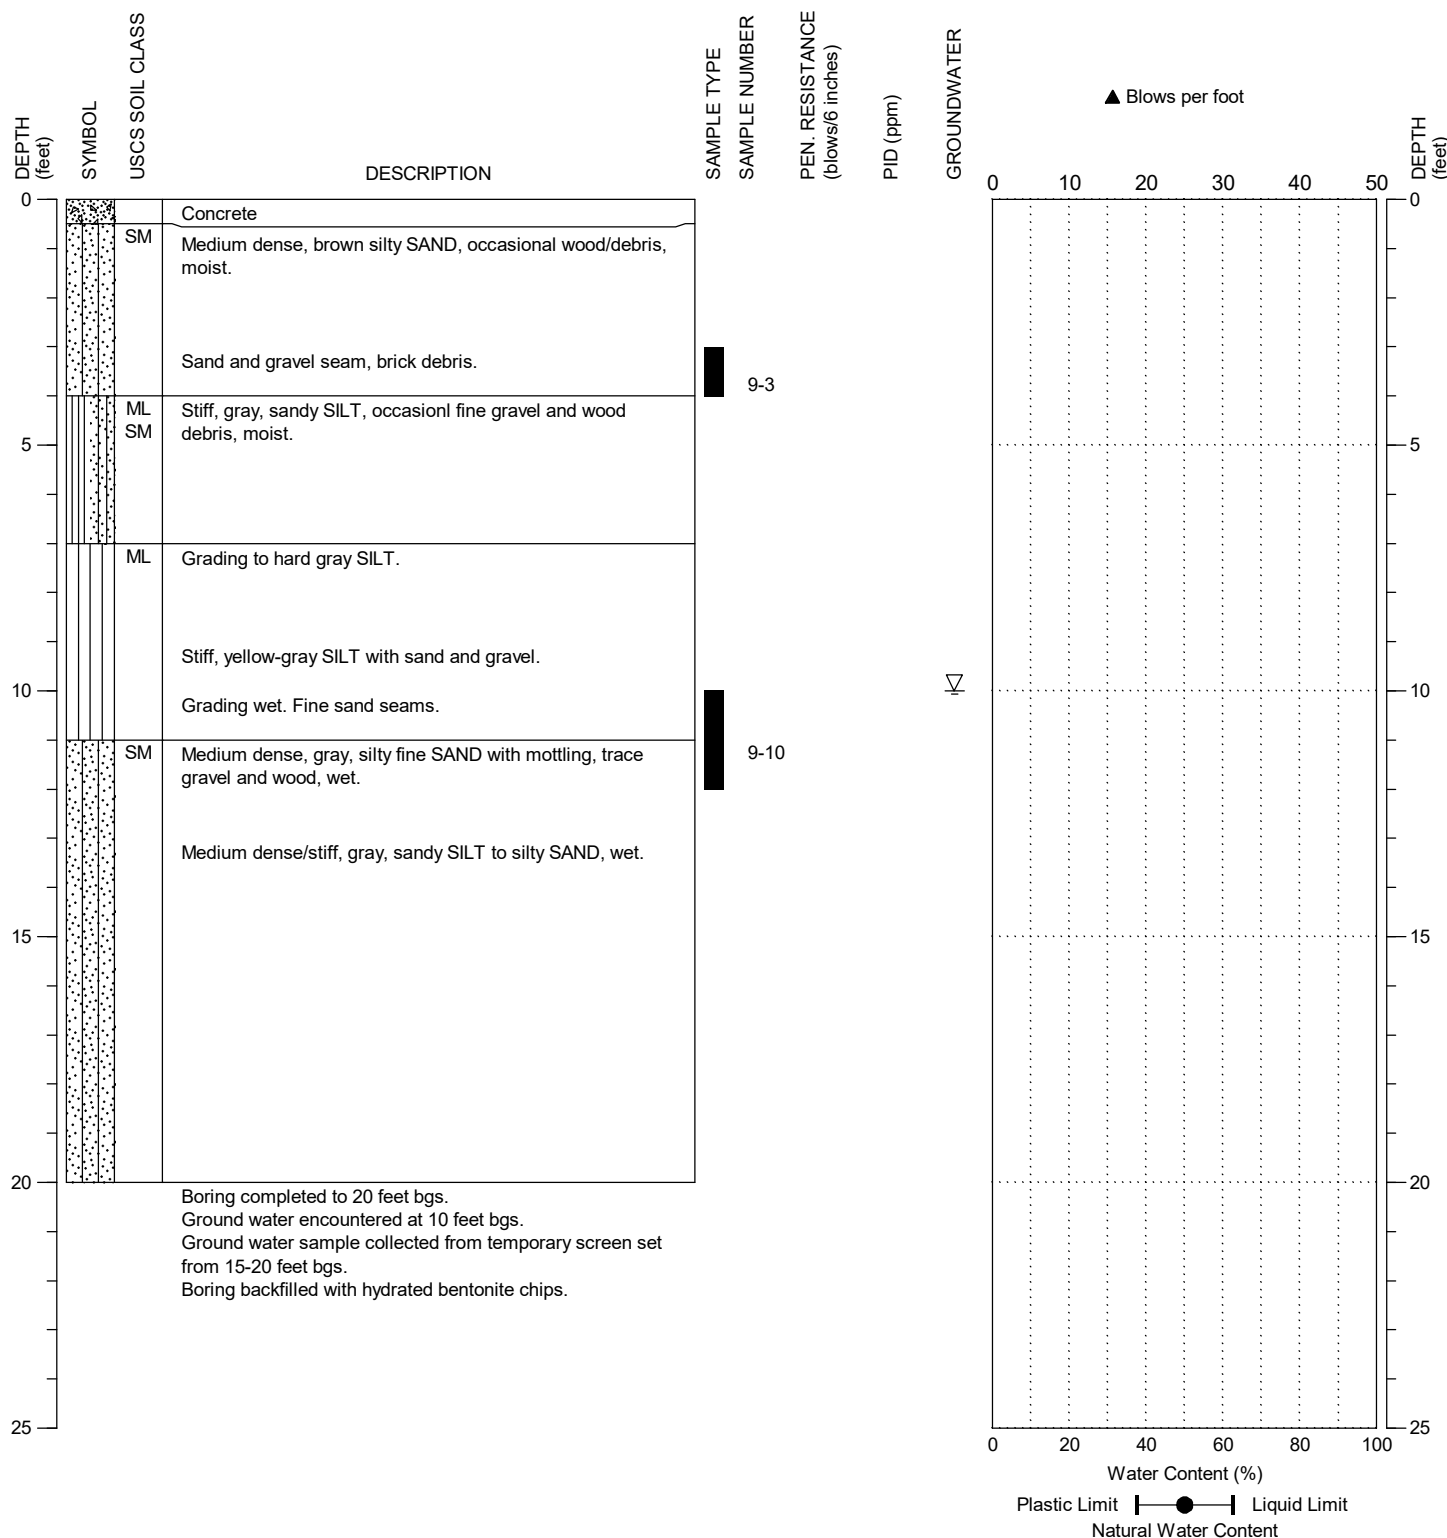 DEPTH
(feet)
SYMBOL
USCS SOIL CLASS
DESCRIPTION
SAMPLE TYPE
SAMPLE NUMBER
PEN. RESISTANCE
(blows/6 inches)
PID (ppm)
GROUNDWATER
▲ Blows per foot
DEPTH
(feet)
0 10 20 30 40 50
0 Concrete 0
SM Medium dense, brown silty SAND, occasional wood/debris,
moist.
Sand and gravel seam, brick debris.
9-3
ML Stiff, gray, sandy SILT, occasionl fine gravel and wood
SM debris, moist.
5 5
ML Grading to hard gray SILT.
Stiff, yellow-gray SILT with sand and gravel.
10 10
Grading wet. Fine sand seams.
SM Medium dense, gray, silty fine SAND with mottling, trace 9-10
gravel and wood, wet.
Medium dense/stiff, gray, sandy SILT to silty SAND, wet.
15 15
20 20
Boring completed to 20 feet bgs.
Ground water encountered at 10 feet bgs.
Ground water sample collected from temporary screen set
from 15-20 feet bgs.
Boring backfilled with hydrated bentonite chips.
25 25
0 20 40 60 80 100
Water Content (%)
Plastic Limit Liquid Limit
Natural Water Content